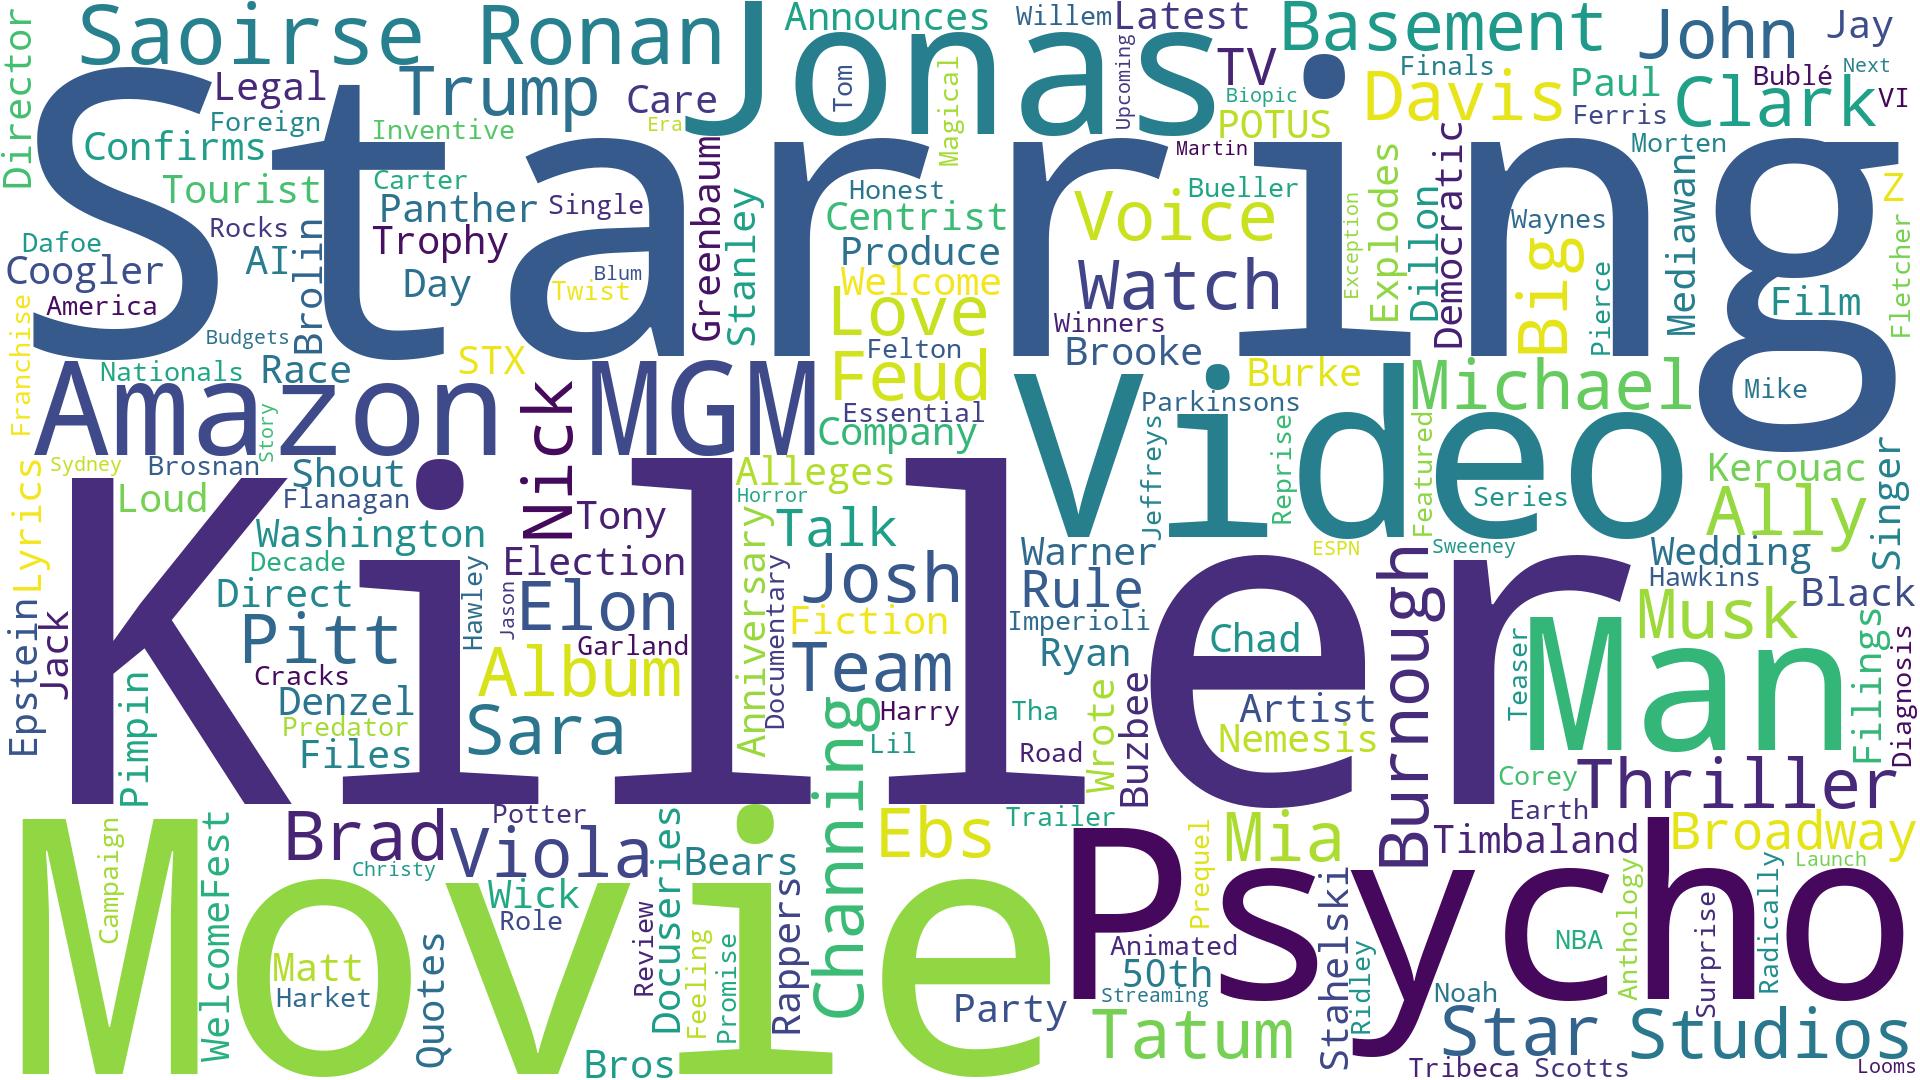 Director
Saoirse Ronan
Announces
Willem
Latest
Basement
John
Jay
Jonas
Legal
Trump
Care
Tom
Magical
Upcoming
TV
Biopic
Finals
Paul
Bublé
Next
Foreign
Inventive
Era
POTUS
Davis
Ferris
Clark
VI
Confirms
Martin
Morten
Starring
Tourist
Carter
Panther
Single
Greenbaum
Stanley
Honest
Centrist
Voice
Bueller
Exception
Explodes
Dillon
Democratic
Waynes
Mediawan
Z
Rocks
Brolin
Trophy
Dafoe
AI
Coogler
Day
Blum
Twist
Produce
Welcome
Watch
Big
Pierce
Film
Fletcher
America
Love
Winners
Franchise
Budgets
Felton
Brooke
Nationals
Race
STX
Feud
Burke
Michael
Mike
Amazon
Story
Nick
MGM
Essential
Company
Video
Parkinsons
Jeffreys
Reprise
Featured
Sydney
Brosnan
Shout
Alleges
Series
Kerouac
Singer
Lyrics
Loud
Flanagan
Tony
Horror
Talk
Ally
Killer
Washington
Anniversary
Warner
ESPN
Sweeney
Wedding
Decade
Election
Documentary
Josh
Rule
Hawkins
Black
Epstein
Jack
Direct
Hawley
Jason
Elon
Fiction
Imperioli
Burnough
Musk
Pitt
Garland
Team
Ryan
Chad
Teaser
Man
Filings
Diagnosis
Pimpin
Cracks
Album
Denzel
Predator
Channing
Harry
Tha
Wrote
Buzbee
Artist
Files
Sara
Lil
Road
Nemesis
Corey
Thriller
Movie
Campaign
WelcomeFest
Brad
Potter
Viola
Docuseries
Ebs
Trailer
Prequel
Mia
Earth
Timbaland
Broadway
Christy
Bears
Launch
Wick
Role
Rappers
Psycho
Stahelski
Anthology
Radically
Matt
Harket
Quotes
Review
Feeling
Promise
Animated
50th
Streaming
Ridley
NBA
Surprise
Party
Noah
Bros
Tatum
Star
Studios
Tribeca
Scotts
Looms